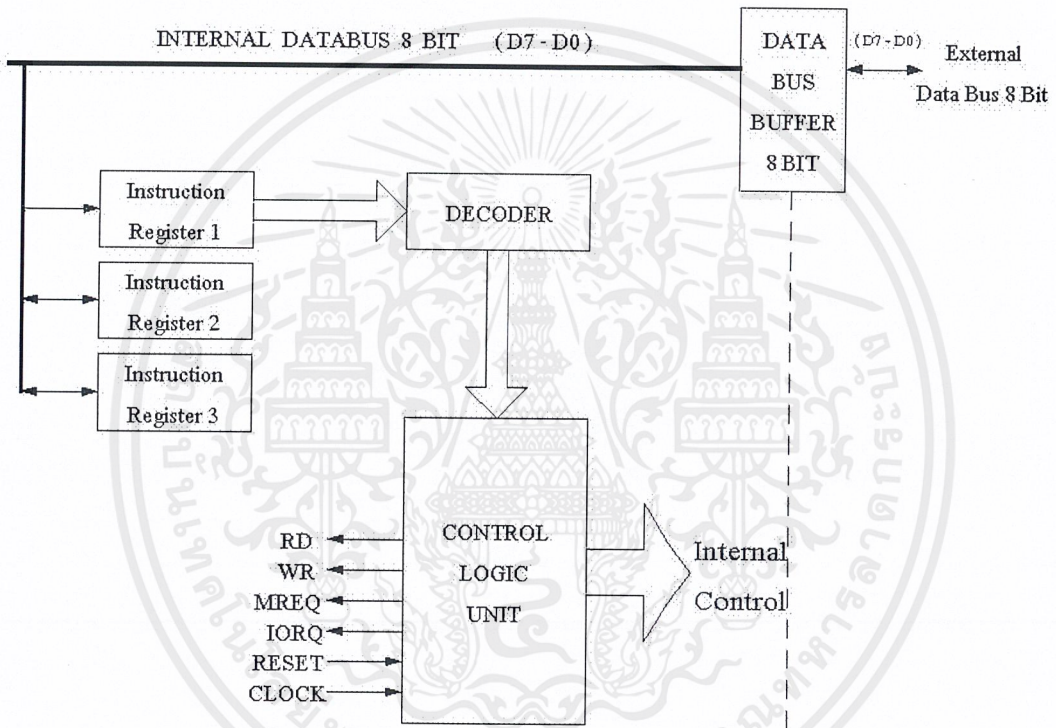 INTERNAL DATABUS 8 BIT (D7-D0)
DATA
BUS
BUFFER
8 BIT
(D7-D0)
External
Data Bus 8 Bit
Instruction
Register 1
DECODER
Instruction
Register 2
Instruction
Register 3
CONTROL
LOGIC
UNIT
RD
WR
MREQ
IORQ
RESET
CLOCK
Internal
Control